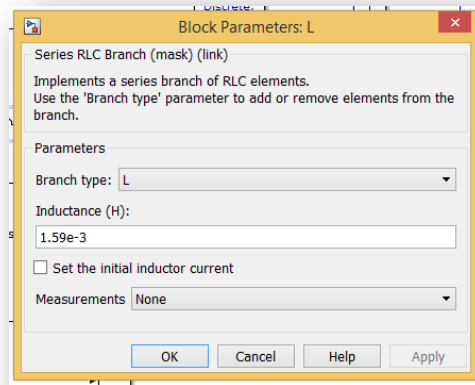 Discrete,
Block Parameters: L
Series RLC Branch (mask) (link)
Implements a series branch of RLC elements.
Use the 'Branch type' parameter to add or remove elements from the
branch.
Parameters
Branch type: L
Inductance (H):
1.59e-3
Set the initial inductor current
Measurements None
OK Cancel Help Apply